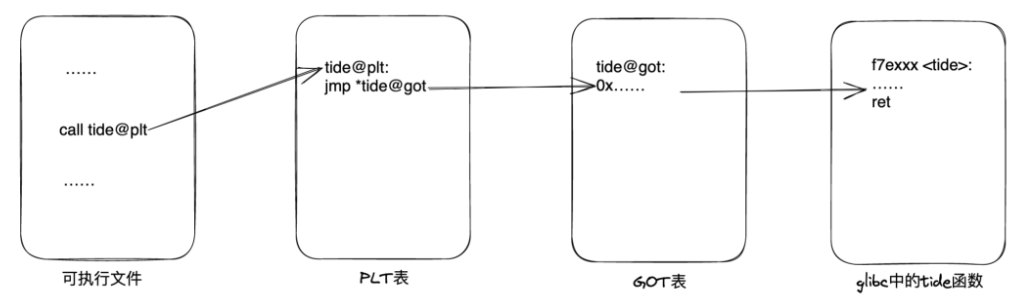 ……
call tide@plt
……
可执行文件
tide@plt:
jmp *tide@got
PLT表
tide@got:
0x……
GOT表
f7exxx <tide>:
……
ret
glibc中的tide函数